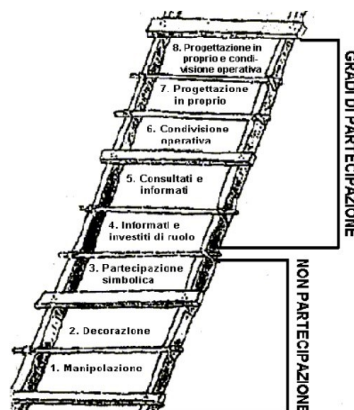 8. Progettazione in
proprio e condi-
visione operativa
7. Progettazione
in proprio
6. Condivisione
operativa
5. Consultati e
informati
4. Informati e
investiti di ruolo
3. Partecipazione
simbolica
2. Decorazione
1. Manipolazione
GRADI DI PARTECIPAZIONE
NON PARTECIPAZIONE